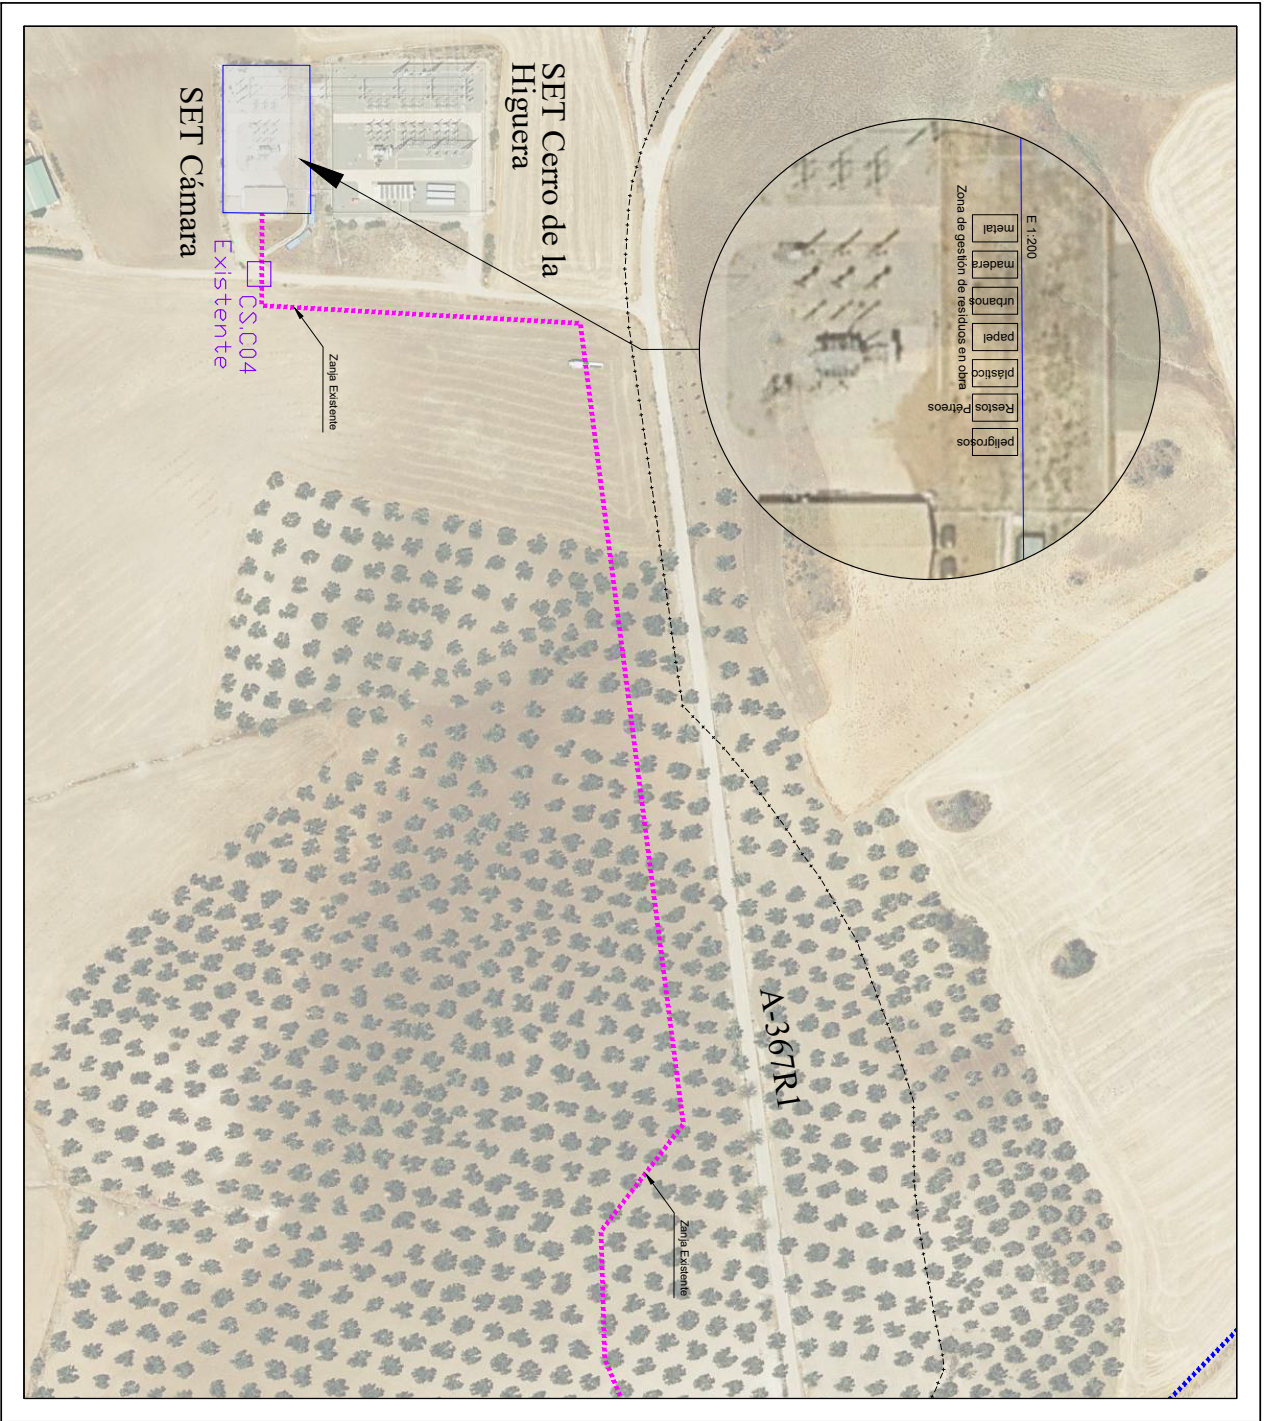 SET Cerro de la
Higuera
SET Cámara
CS.C04
Existente
Zanja Existente
E 1:200
Zona de gestión de residuos en obra
metal
madera
urbanos
papel
plástico
Restos Pétreos
peligrosos
A-367R1
Zanja Existente